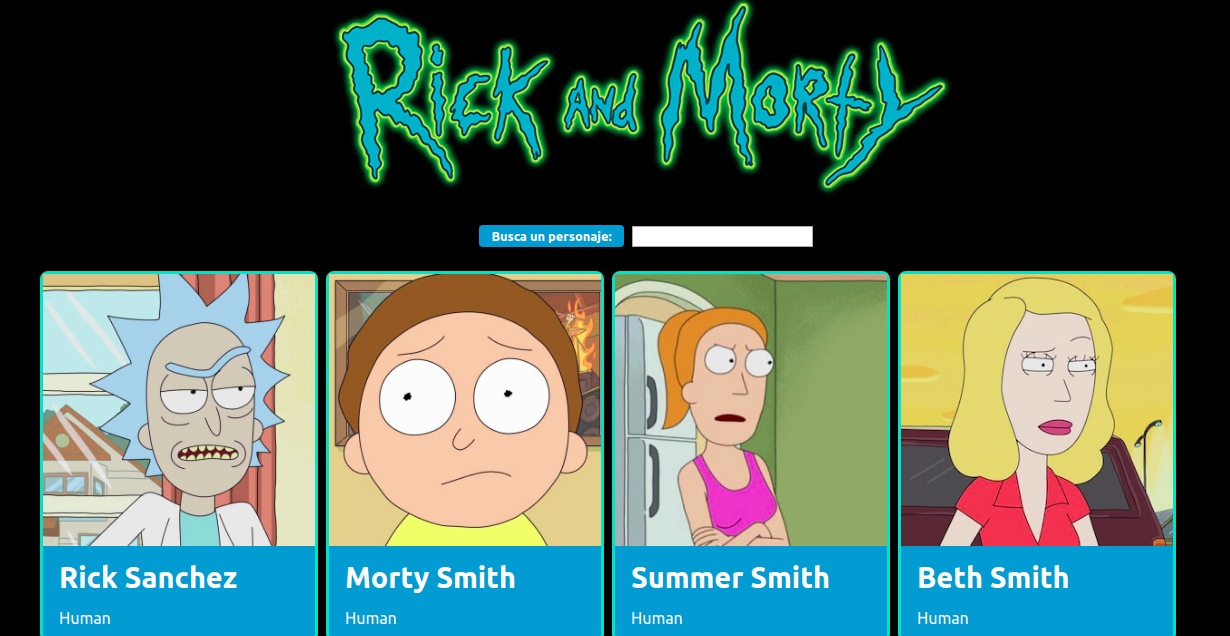 Rick and Morty
Busca un personaje:
Rick Sanchez
Human
Morty Smith
Human
Summer Smith
Human
Beth Smith
Human